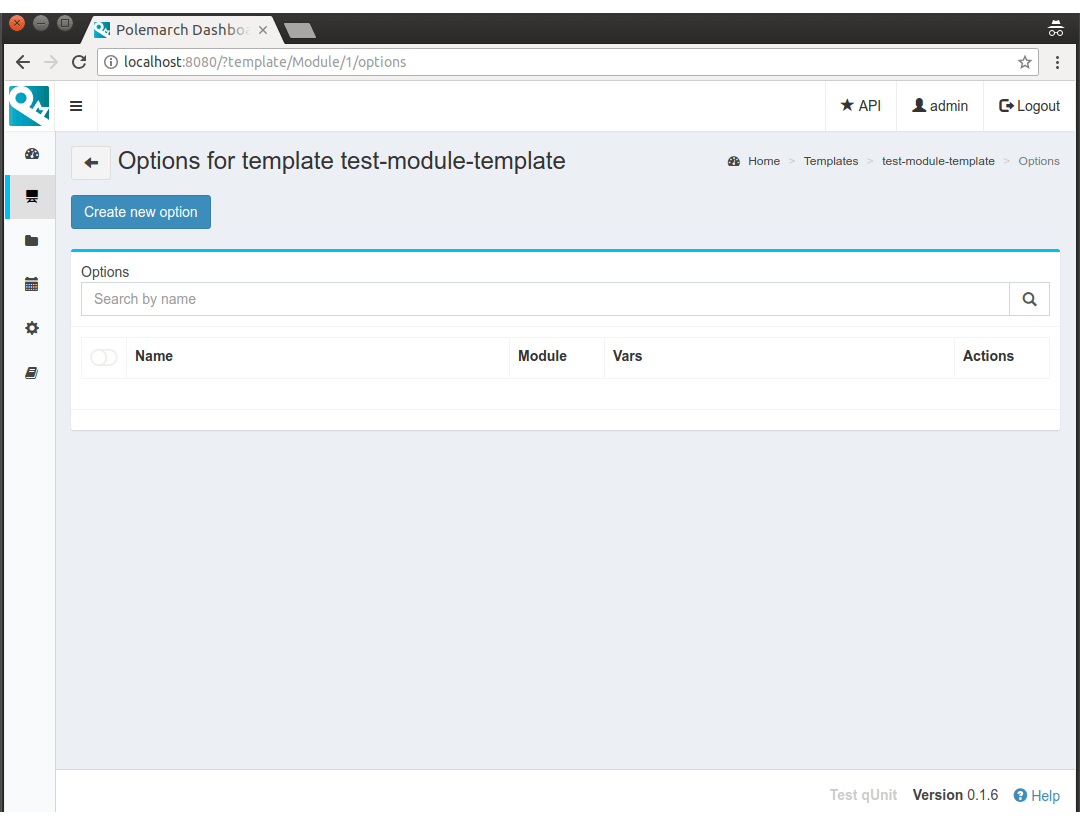 Polemarch Dashboa
localhost:8080/?template/Module/1/options
API
admin
Logout
Options for template test-module-template
Home > Templates > test-module-template > Options
Create new option
Options
Search by name
Name Module Vars Actions
Test qUnit Version 0.1.6 Help